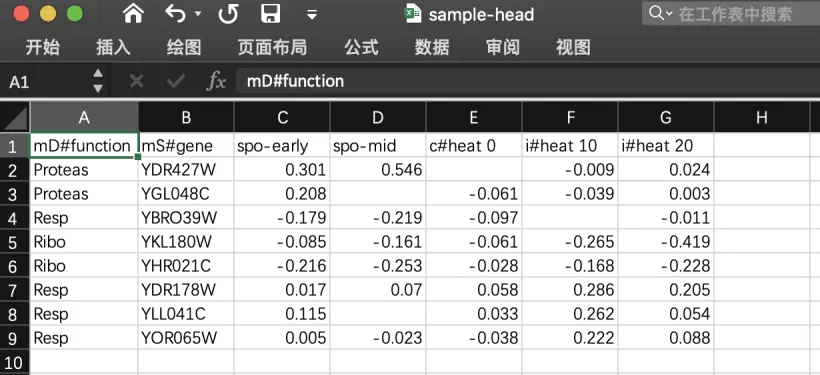 sample-head
在工作表中搜索
开始 插入 绘图 页面布局 公式 数据 审阅 视图
A1 fx mD#function
A B C D E F G H
1 mD#function mS#gene spo-early spo-mid c#heat 0 i#heat 10 i#heat 20
2 Proteas YDR427W 0.301 0.546 -0.009 0.024
3 Proteas YGL048C 0.208 -0.061 -0.039 0.003
4 Resp YBRO39W -0.179 -0.219 -0.097 -0.011
5 Ribo YKL180W -0.085 -0.161 -0.061 -0.265 -0.419
6 Ribo YHR021C -0.216 -0.253 -0.028 -0.168 -0.228
7 Resp YDR178W 0.017 0.07 0.058 0.286 0.205
8 Resp YLL041C 0.115 0.033 0.262 0.054
9 Resp YOR065W 0.005 -0.023 -0.038 0.222 0.088
10